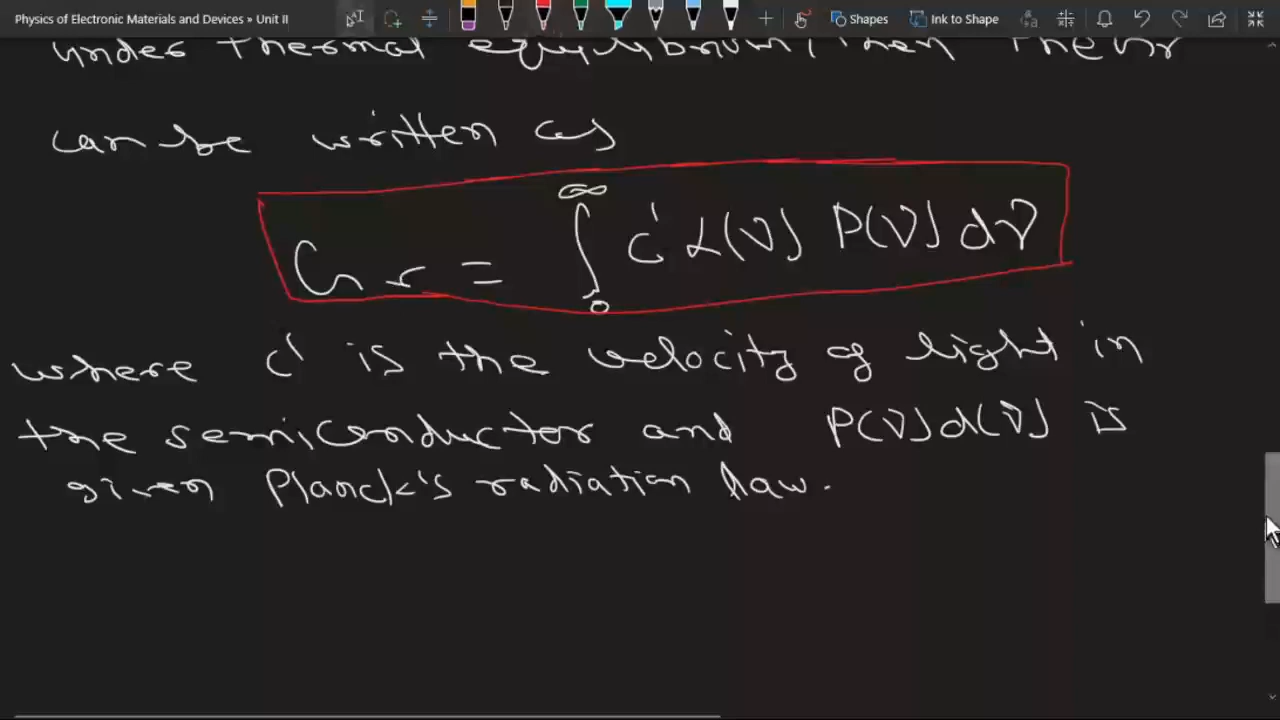 Physics of Electronic Materials and Devices » Unit II
Shapes
Ink to Shape
under thermal equilibrium, then the Gr
can be written as
Gr = ∫₀^∞ c' α(ν) P(ν) dν
where c' is the velocity of light in
the semiconductor and P(ν)d(ν) is
given Planck's radiation law.